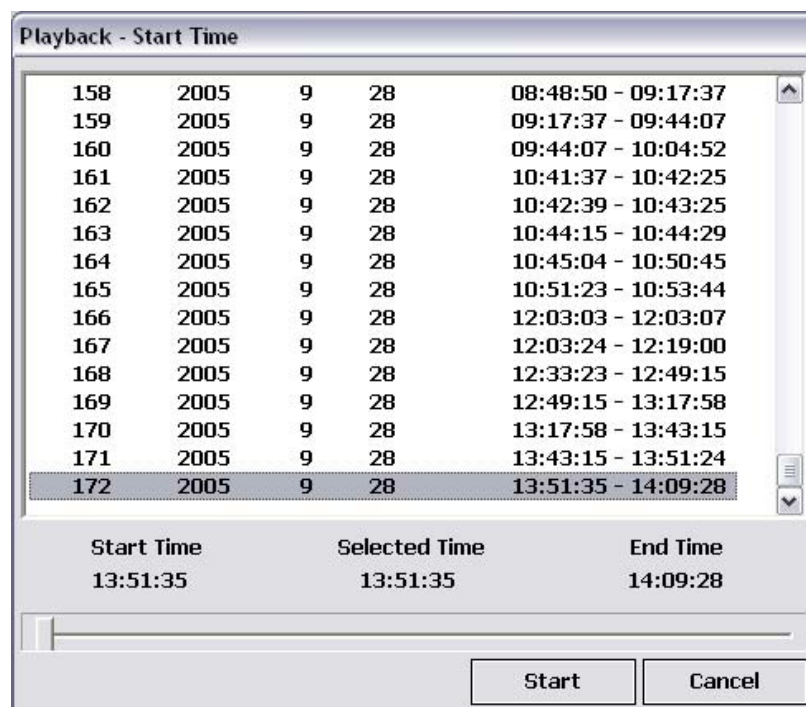 Playback - Start Time
158 2005 9 28 08:48:50 - 09:17:37
159 2005 9 28 09:17:37 - 09:44:07
160 2005 9 28 09:44:07 - 10:04:52
161 2005 9 28 10:41:37 - 10:42:25
162 2005 9 28 10:42:39 - 10:43:25
163 2005 9 28 10:44:15 - 10:44:29
164 2005 9 28 10:45:04 - 10:50:45
165 2005 9 28 10:51:23 - 10:53:44
166 2005 9 28 12:03:03 - 12:03:07
167 2005 9 28 12:03:24 - 12:19:00
168 2005 9 28 12:33:23 - 12:49:15
169 2005 9 28 12:49:15 - 13:17:58
170 2005 9 28 13:17:58 - 13:43:15
171 2005 9 28 13:43:15 - 13:51:24
172 2005 9 28 13:51:35 - 14:09:28
Start Time Selected Time End Time
13:51:35 13:51:35 14:09:28
Start Cancel